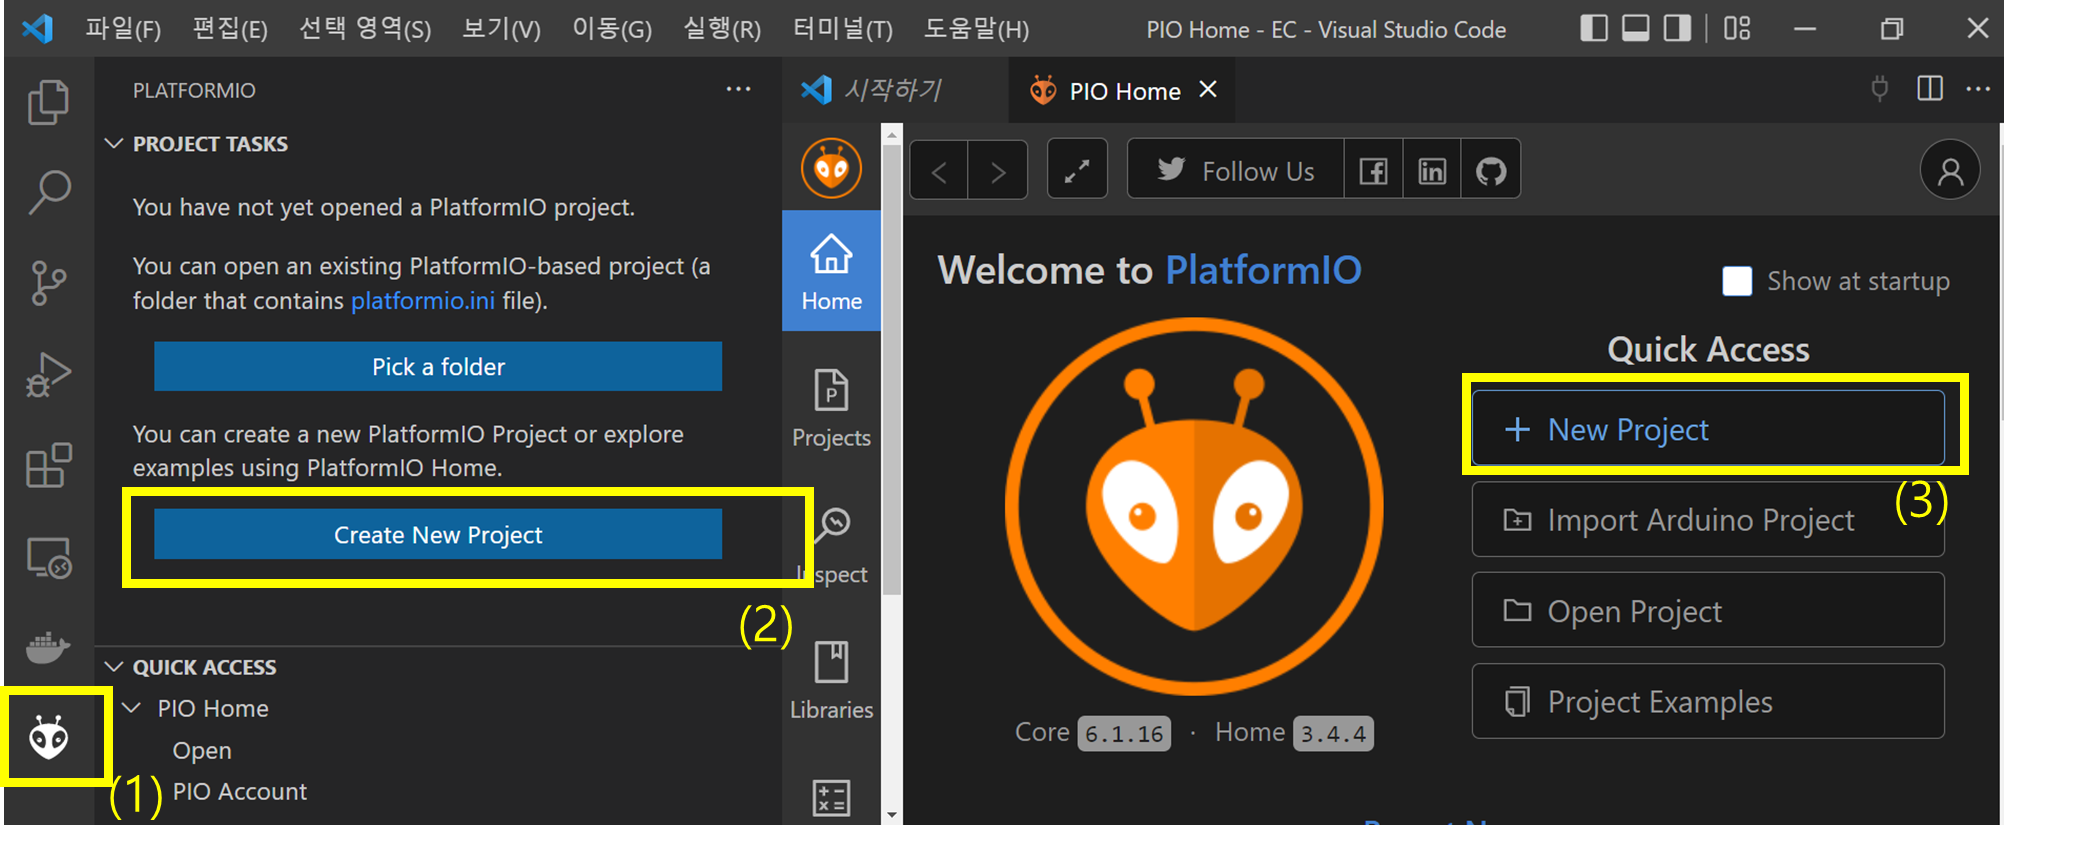 파일(F) 편집(E) 선택 영역(S) 보기(V) 이동(G) 실행(R) 터미널(T) 도움말(H) PIO Home - EC - Visual Studio Code
PLATFORMIO
시작하기
PIO Home
PROJECT TASKS
You have not yet opened a PlatformIO project.
You can open an existing PlatformIO-based project (a
folder that contains platformio.ini file).
Pick a folder
You can create a new PlatformIO Project or explore
examples using PlatformIO Home.
Create New Project
(2)
QUICK ACCESS
PIO Home
Open
PIO Account
(1)
Home
Projects
Inspect
Libraries
Follow Us
Welcome to PlatformIO
Show at startup
Quick Access
New Project
(3)
Import Arduino Project
Open Project
Project Examples
Core 6.1.16 · Home 3.4.4